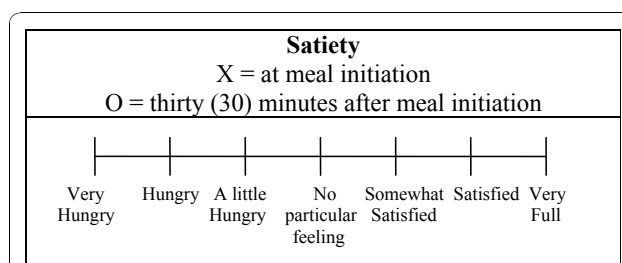 Satiety
X = at meal initiation
O = thirty (30) minutes after meal initiation
Very Hungry
Hungry
A little Hungry
No particular feeling
Somewhat Satisfied
Satisfied
Very Full